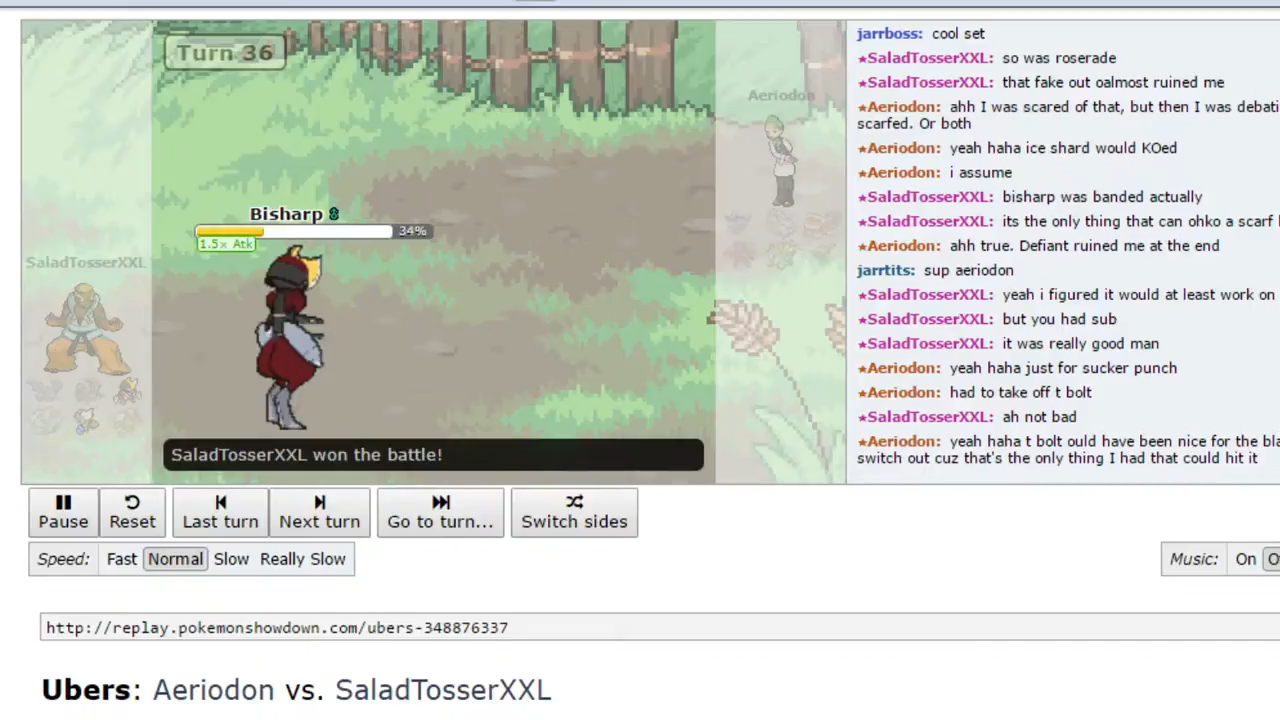 Turn 36
Aeriodon
Bisharp
34%
1.5× Atk
SaladTosserXXL
SaladTosserXXL won the battle!
jarrboss: cool set
★SaladTosserXXL: so was roserade
★SaladTosserXXL: that fake out oalmost ruined me
★Aeriodon: ahh I was scared of that, but then I was
scarfed. Or both
★Aeriodon: yeah haha ice shard would KOed
★Aeriodon: i assume
★SaladTosserXXL: bisharp was banded actually
★SaladTosserXXL: its the only thing that can ohko a scarf
★Aeriodon: ahh true. Defiant ruined me at the end
jarrtits: sup aeriodon
★SaladTosserXXL: yeah i figured it would at least work on
★SaladTosserXXL: but you had sub
★SaladTosserXXL: it was really good man
★Aeriodon: yeah haha just for sucker punch
★Aeriodon: had to take off t bolt
★SaladTosserXXL: ah not bad
★Aeriodon: yeah haha t bolt ould have been nice for the
switch out cuz that's the only thing I had that could hit it
Pause Reset Last turn Next turn Go to turn... Switch sides
Speed: Fast Normal Slow Really Slow
Music: On
http://replay.pokemonshowdown.com/ubers-348876337
Ubers: Aeriodon vs. SaladTosserXXL